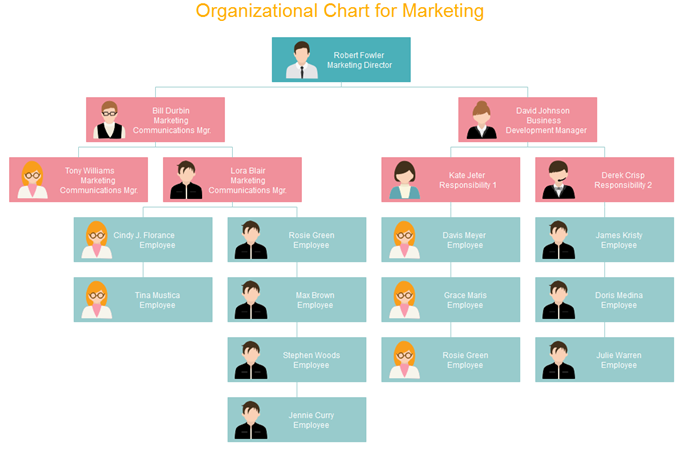 Organizational Chart for Marketing
Robert Fowler
Marketing Director
Bill Durbin
Marketing
Communications Mgr.
David Johnson
Business
Development Manager
Tony Williams
Marketing
Communications Mgr.
Lora Blair
Marketing
Communications Mgr.
Kate Jeter
Responsibility 1
Derek Crisp
Responsibility 2
Cindy J. Florance
Employee
Rosie Green
Employee
Davis Meyer
Employee
James Kristy
Employee
Tina Mustica
Employee
Max Brown
Employee
Grace Maris
Employee
Doris Medina
Employee
Stephen Woods
Employee
Rosie Green
Employee
Julie Warren
Employee
Jennie Curry
Employee